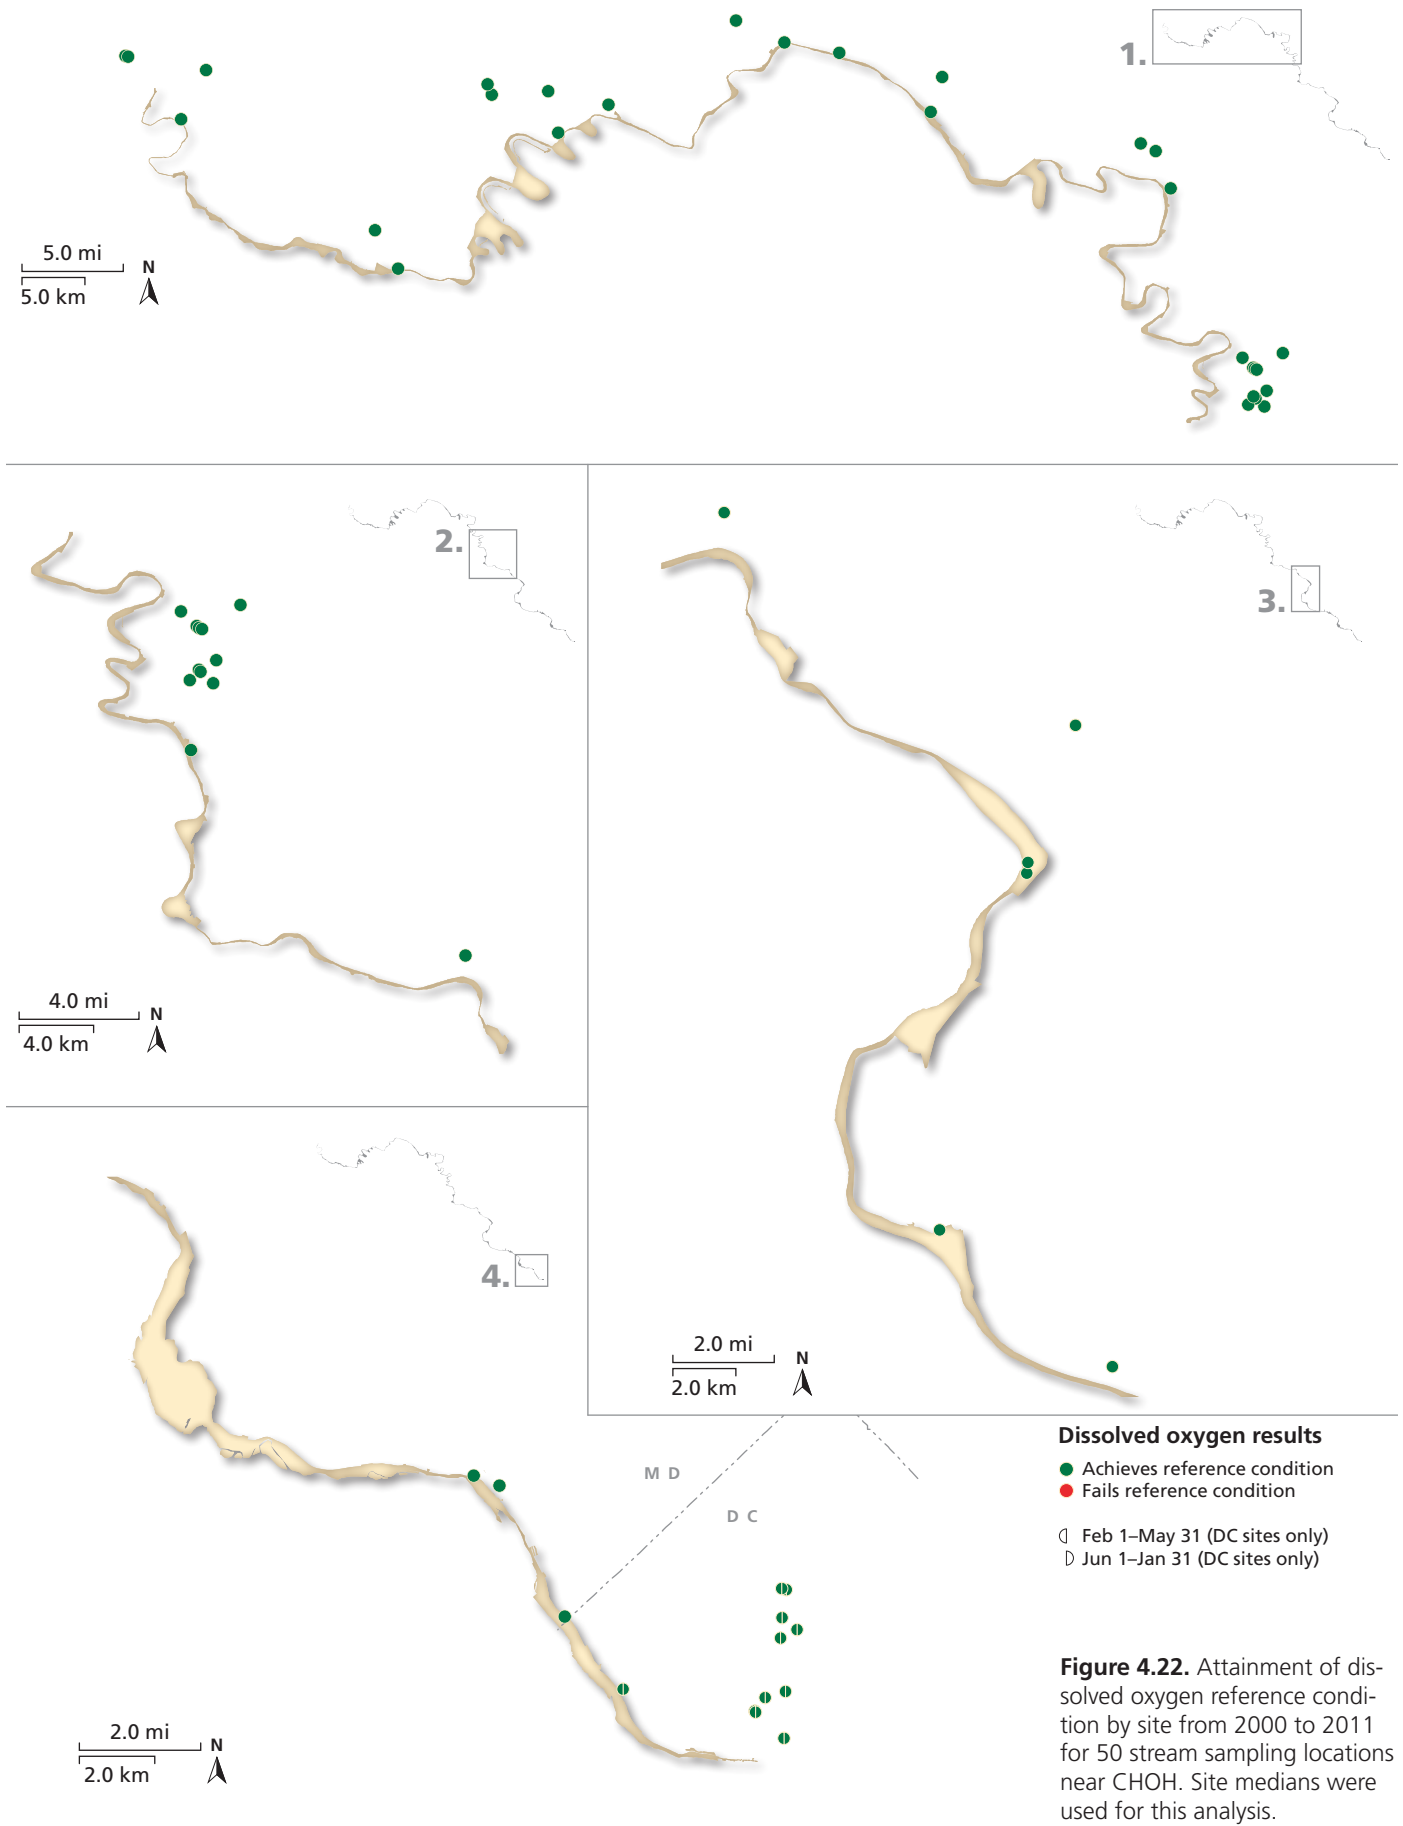 1.
5.0 mi
5.0 km
N
2.
4.0 mi
4.0 km
N
3.
2.0 mi
2.0 km
N
4.
2.0 mi
2.0 km
N
M D
D C
Dissolved oxygen results
Achieves reference condition
Fails reference condition
Feb 1–May 31 (DC sites only)
Jun 1–Jan 31 (DC sites only)
Figure 4.22. Attainment of dis-
solved oxygen reference condi-
tion by site from 2000 to 2011
for 50 stream sampling locations
near CHOH. Site medians were
used for this analysis.